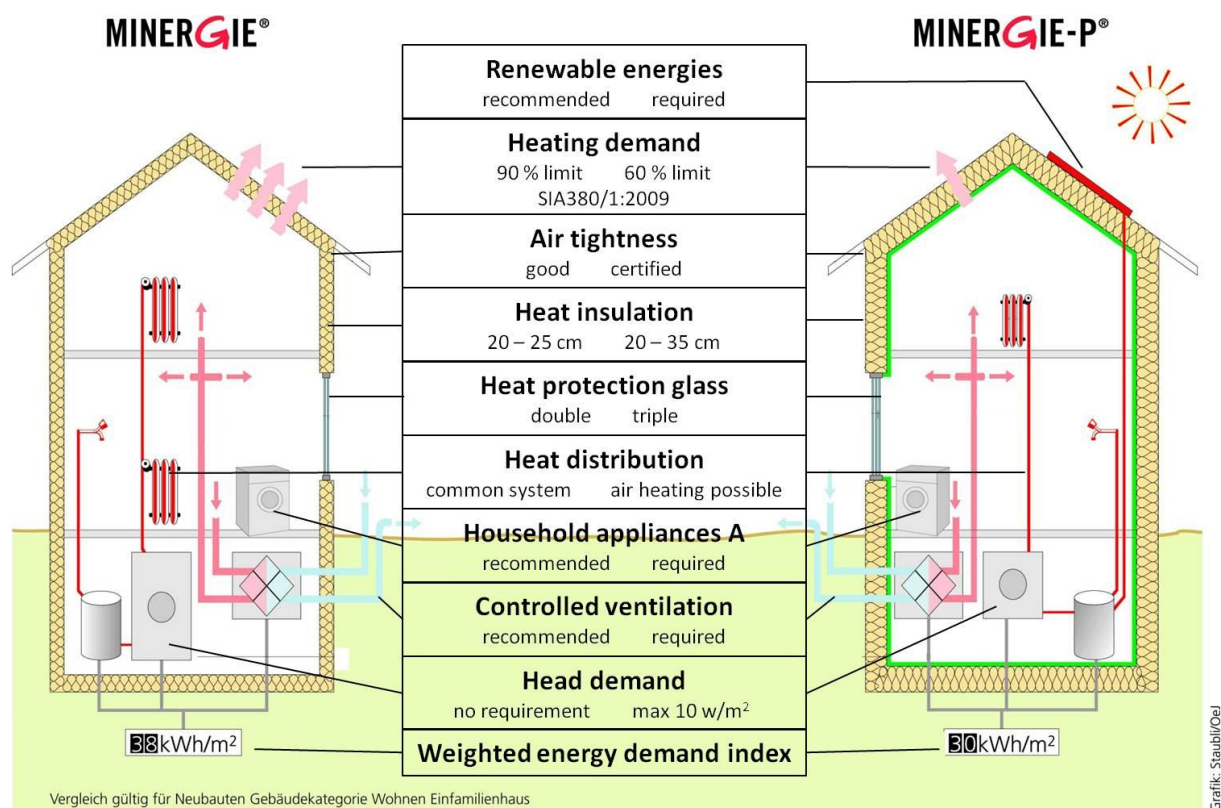 MINERGIE®
MINERGIE-P®
Renewable energies
recommended required
Heating demand
90 % limit 60 % limit
SIA380/1:2009
Air tightness
good certified
Heat insulation
20 – 25 cm 20 – 35 cm
Heat protection glass
double triple
Heat distribution
common system air heating possible
Household appliances A
recommended required
Controlled ventilation
recommended required
Head demand
no requirement max 10 w/m²
38kWh/m²
Weighted energy demand index
30kWh/m²
Vergleich gültig für Neubauten Gebäudekategorie Wohnen Einfamilienhaus
Grafik: Staubli/OeJ